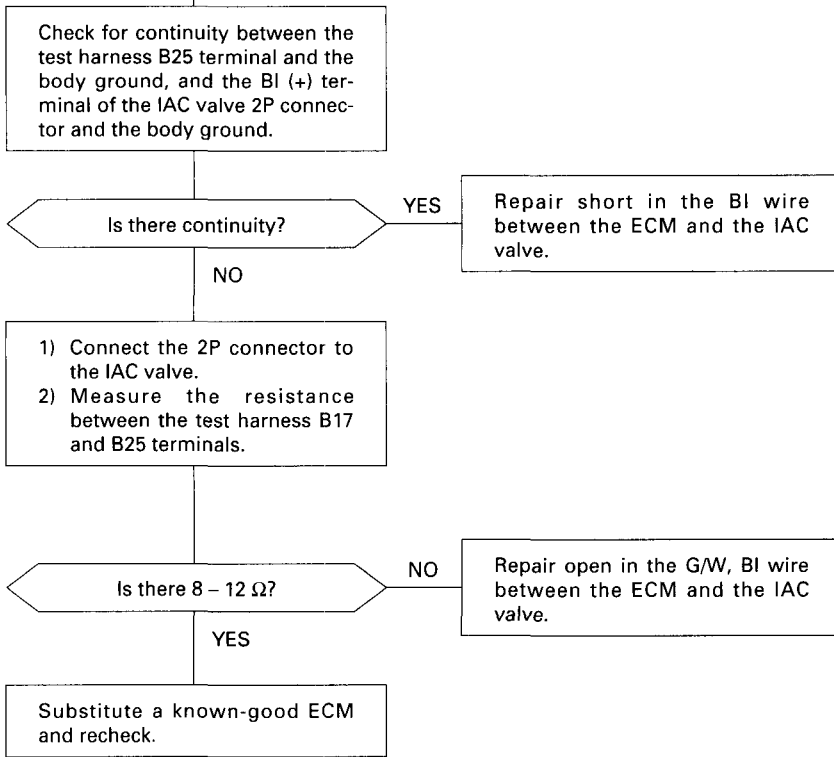 Check for continuity between the
test harness B25 terminal and the
body ground, and the Bl (+) ter-
minal of the IAC valve 2P connec-
tor and the body ground.
Is there continuity?
YES
Repair short in the Bl wire
between the ECM and the IAC
valve.
NO
1) Connect the 2P connector to
the IAC valve.
2) Measure the resistance
between the test harness B17
and B25 terminals.
Is there 8 – 12 Ω?
NO
Repair open in the G/W, Bl wire
between the ECM and the IAC
valve.
YES
Substitute a known-good ECM
and recheck.